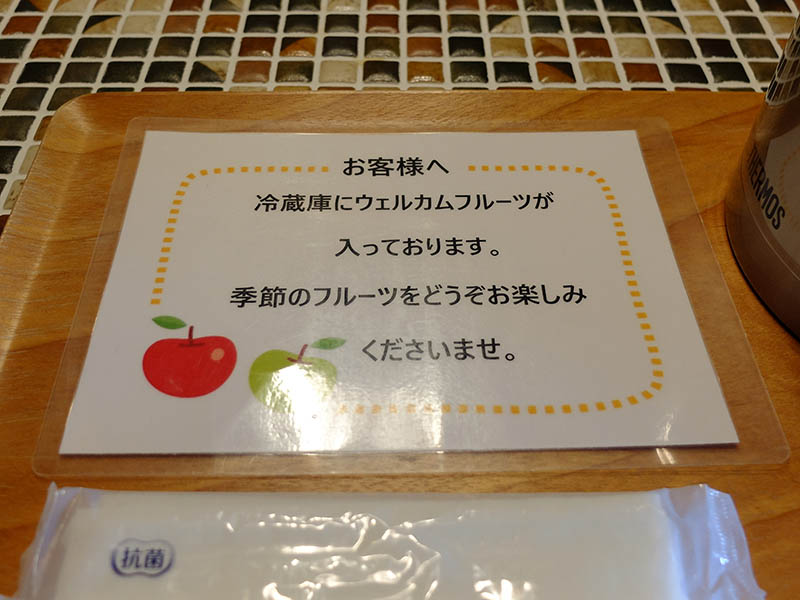 お客様へ
冷蔵庫にウェルカムフルーツが
入っております。
季節のフルーツをどうぞお楽しみ
くださいませ。
THERMOS
抗菌